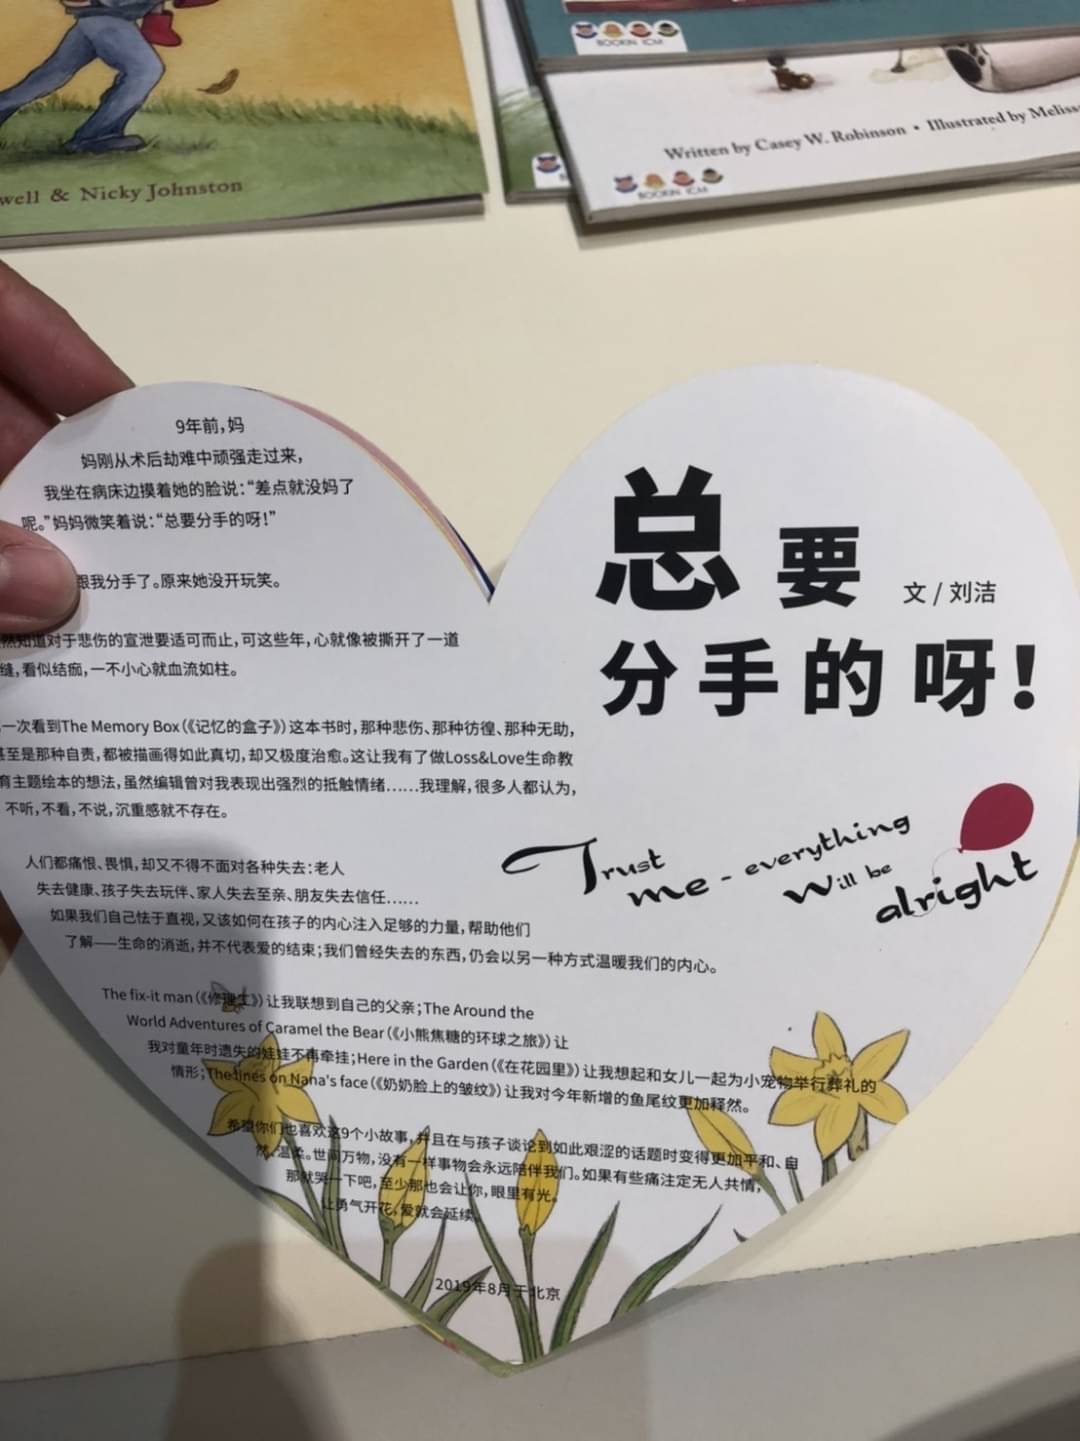 BOOKIN ICM
Written by Casey W. Robinson • Illustrated by Meliss
BOOKIN ICM
well & Nicky Johnston
总要
分手的呀!
文 / 刘洁
Trust me - everything will be alright
9年前,妈
妈刚从术后劫难中顽强走过来,
我坐在病床边摸着她的脸说:“差点就没妈了
呢。”妈妈微笑着说:“总要分手的呀!”
跟我分手了。原来她没开玩笑。
然知道对于悲伤的宣泄要适可而止,可这些年,心就像被撕开了一道
缝,看似结痂,一不小心就血流如柱。
一次看到The Memory Box(《记忆的盒子》)这本书时,那种悲伤、那种彷徨、那种无助,
甚至是那种自责,都被描画得如此真切,却又极度治愈。这让我有了做Loss&Love生命教
育主题绘本的想法,虽然编辑曾对我表现出强烈的抵触情绪……我理解,很多人都认为,
不听,不看,不说,沉重感就不存在。
人们都痛恨、畏惧,却又不得不面对各种失去:老人
失去健康、孩子失去玩伴、家人失去至亲、朋友失去信任……
如果我们自己怯于直视,又该如何在孩子的内心注入足够的力量,帮助他们
了解——生命的消逝,并不代表爱的结束;我们曾经失去的东西,仍会以另一种方式温暖我们的内心。
The fix-it man(《修理工》)让我联想到自己的父亲;The Around the
World Adventures of Caramel the Bear(《小熊焦糖的环球之旅》)让
我对童年时遗失的娃娃不再牵挂;Here in the Garden(《在花园里》)让我想起和女儿一起为小宠物举行葬礼的
情形;The lines on Nana's face(《奶奶脸上的皱纹》)让我对今年新增的鱼尾纹更加释然。
希望你们也喜欢这9个小故事,并且在与孩子谈论到如此艰涩的话题时变得更加平和、自
然、温柔。世间万物,没有一样事物会永远陪伴我们。如果有些痛注定无人共情,
那就哭一下吧,至少那也会让你,眼里有光。
让勇气开花,爱就会延续。
2019年8月于北京